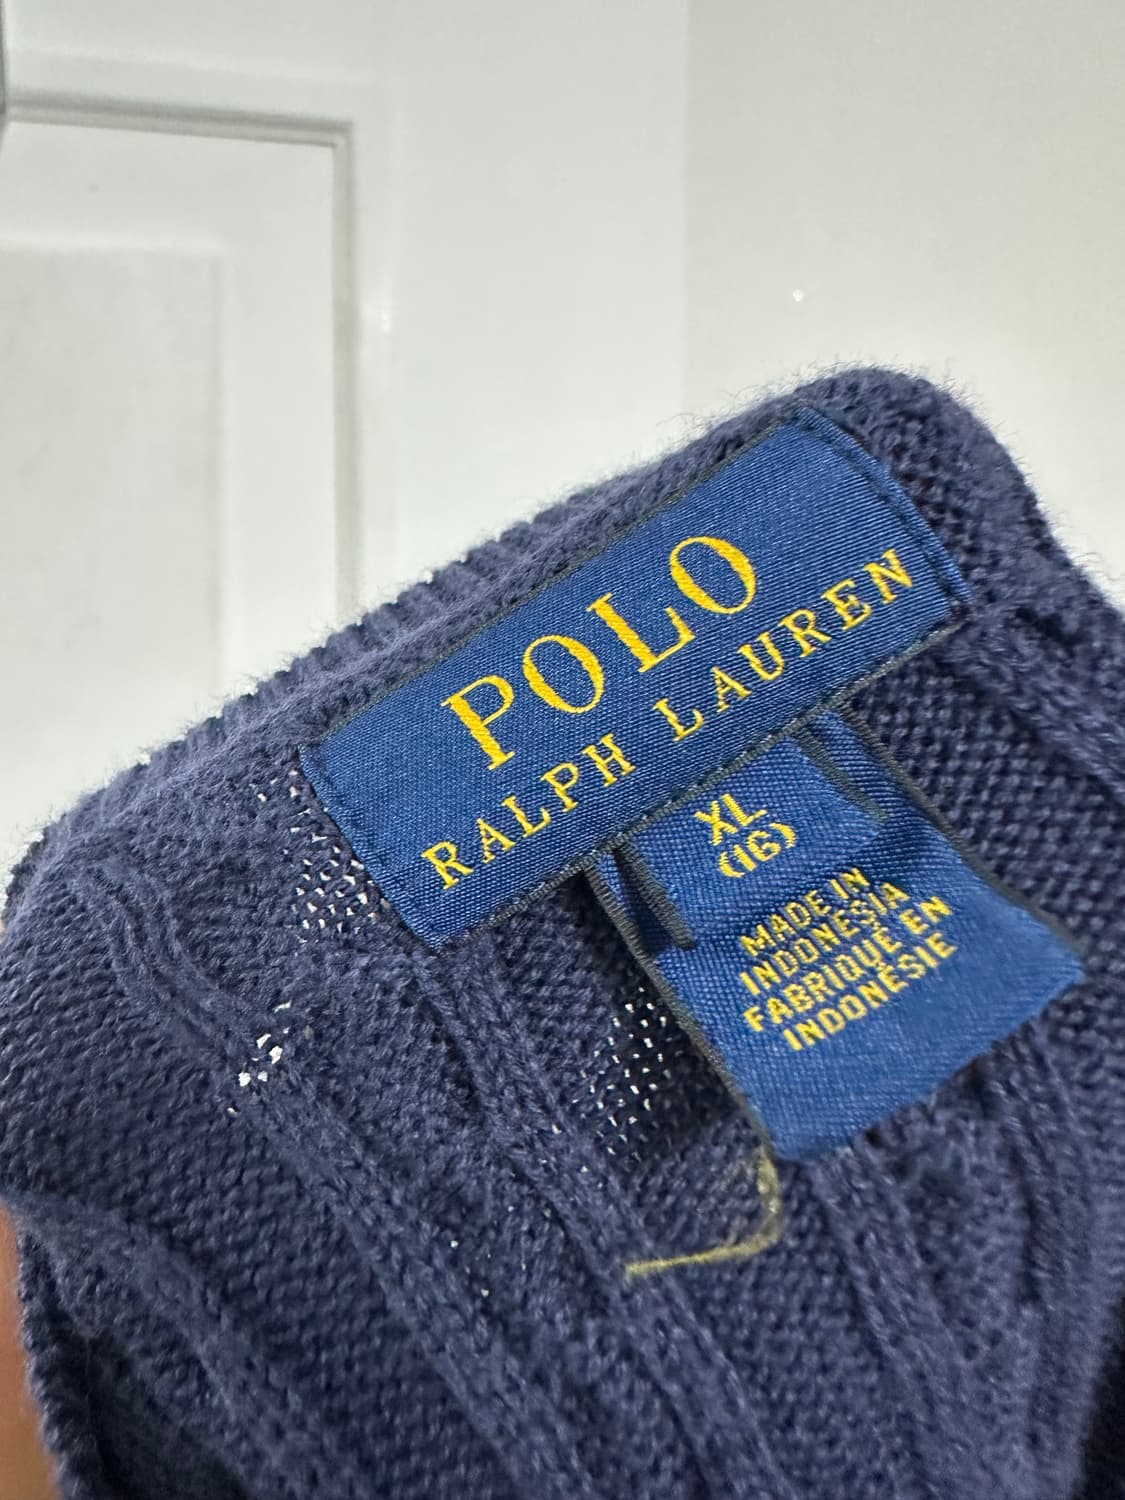 POLO
RALPH LAUREN
XL
(16)
MADE IN
INDONESIA
FABRIQUÉ EN
INDONÉSIE